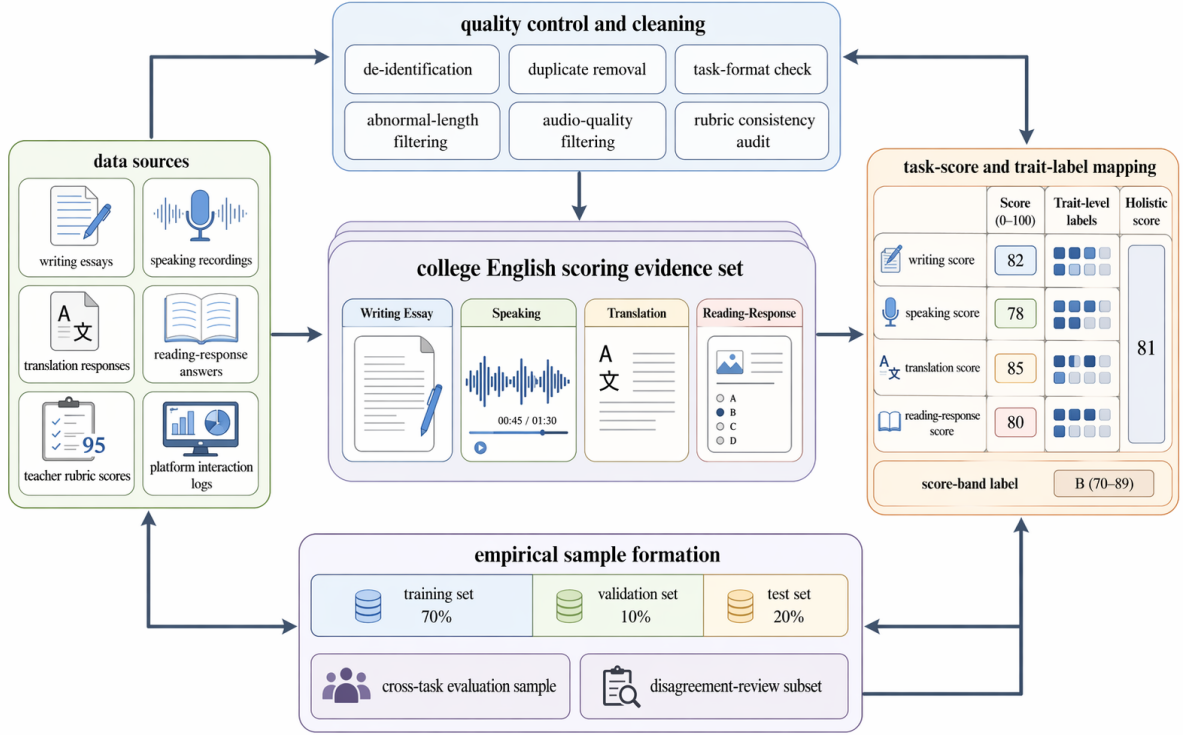 quality control and cleaning
de-identification
duplicate removal
task-format check
abnormal-length
filtering
audio-quality
filtering
rubric consistency
audit
data sources
writing essays
speaking recordings
A
文
translation responses
reading-response
answers
95
teacher rubric scores
platform interaction
logs
college English scoring evidence set
Writing Essay
Speaking
00:45 / 01:30
Translation
A
文
Reading-Response
A
B
C
D
task-score and trait-label mapping
Score
(0–100)
Trait-level
labels
Holistic
score
writing score
82
speaking score
78
A
文
translation score
85
reading-response
score
80
81
score-band label
B (70–89)
empirical sample formation
training set
70%
validation set
10%
test set
20%
cross-task evaluation sample
disagreement-review subset